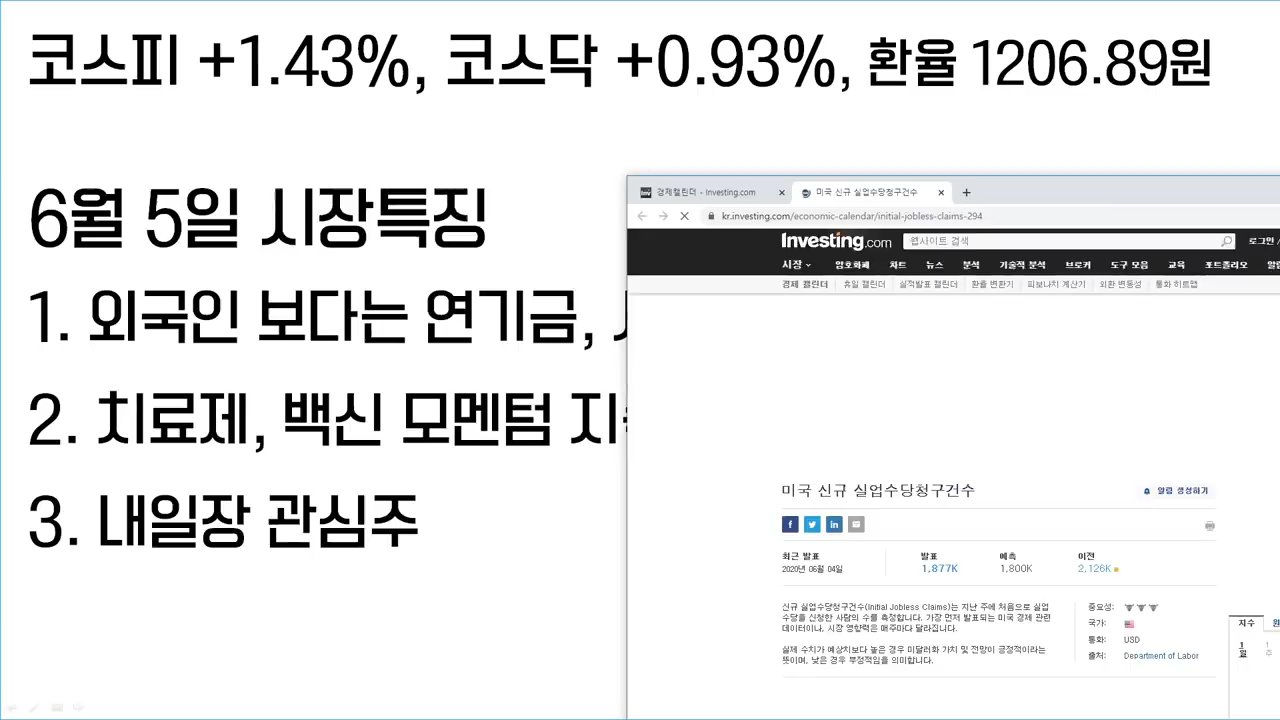 코스피 +1.43%, 코스닥 +0.93%, 환율 1206.89원
6월 5일 시장특징
1. 외국인 보다는 연기금,
2. 치료제, 백신 모멘텀
3. 내일장 관심주
경제캘린더 - Investing.com
미국 신규 실업수당청구건수
kr.investing.com/economic-calendar/initial-jobless-claims-294
Investing.com 웹사이트 검색 로그인 /
시장 암호화폐 차트 뉴스 분석 기술적 분석 브로커 도구 모음 교육 포트폴리오
경제 캘린더 휴일 캘린더 실적발표 캘린더 환율 변환기 피보나치 계산기 외환 변동성 통화 히트맵
미국 신규 실업수당청구건수 알림 생성하기
최근 발표 발표 예측 이전
2020년 06월 04일 1,877K 1,800K 2,126K
신규 실업수당청구건수(Initial Jobless Claims)는 지난 주에 처음으로 실업
수당을 신청한 사람의 수를 측정합니다. 가장 먼저 발표되는 미국 경제 관련
데이터이나, 시장 영향력은 매주마다 달라집니다.
실제 수치가 예상치보다 높은 경우 미달러화 가치 및 전망이 긍정적이라는
뜻이며, 낮은 경우 부정적임을 의미합니다.
중요성:
국가:
통화: USD
출처: Department of Labor
지수
1일